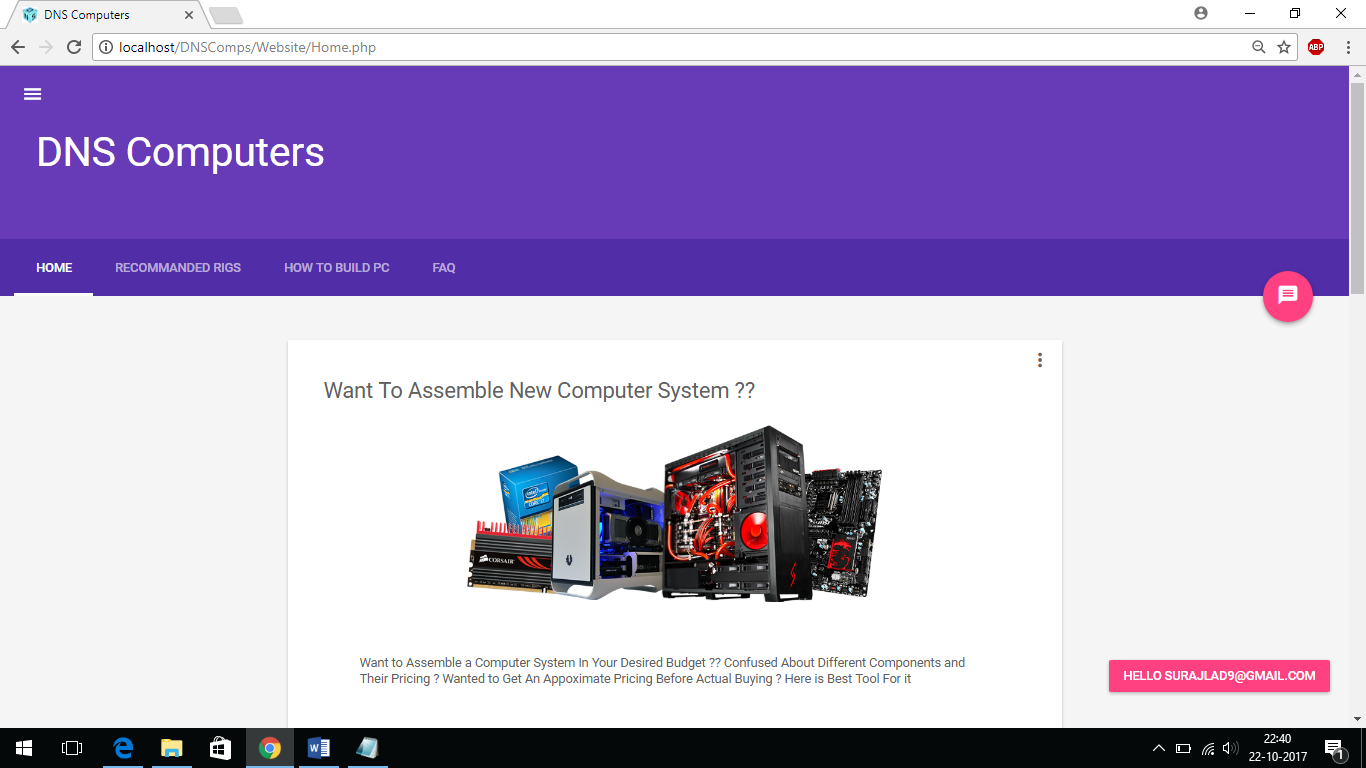 DNS Computers
localhost/DNSComps/Website/Home.php
ABP
DNS Computers
HOME
RECOMMANDED RIGS
HOW TO BUILD PC
FAQ
Want To Assemble New Computer System ??
CORSAIR
Want to Assemble a Computer System In Your Desired Budget ?? Confused About Different Components and
Their Pricing ? Wanted to Get An Appoximate Pricing Before Actual Buying ? Here is Best Tool For it
HELLO SURAJLAD9@GMAIL.COM
22:40
22-10-2017
1